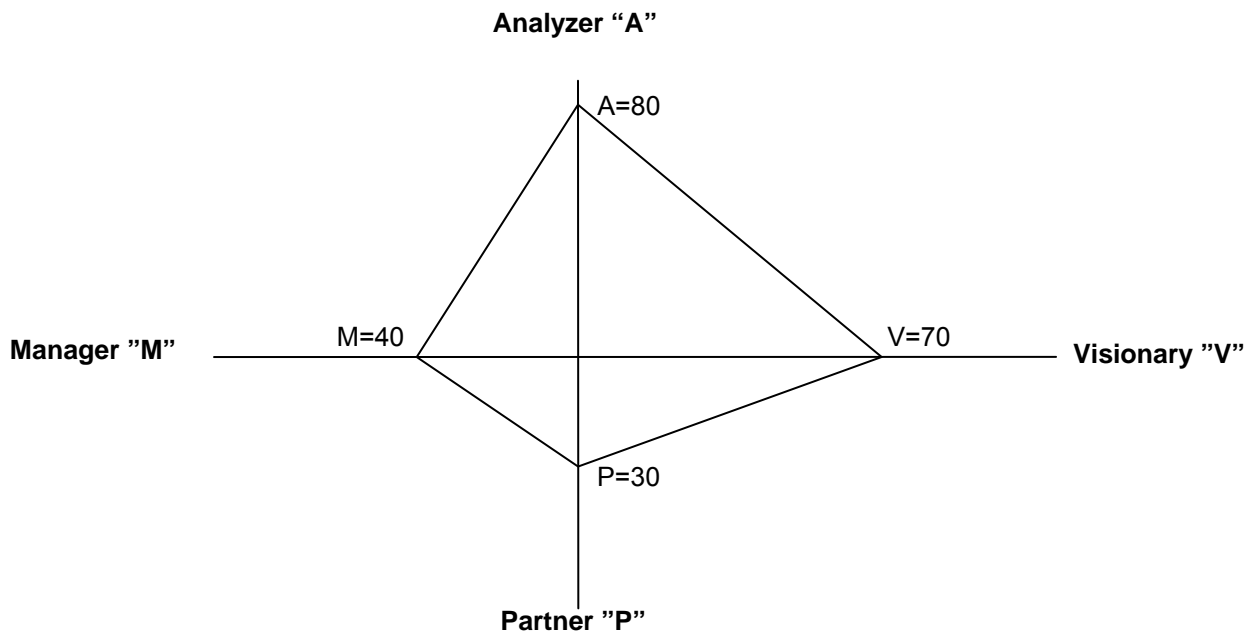 Analyzer “A”
A=80
M=40
V=70
Manager ”M”
Visionary ”V”
P=30
Partner ”P”